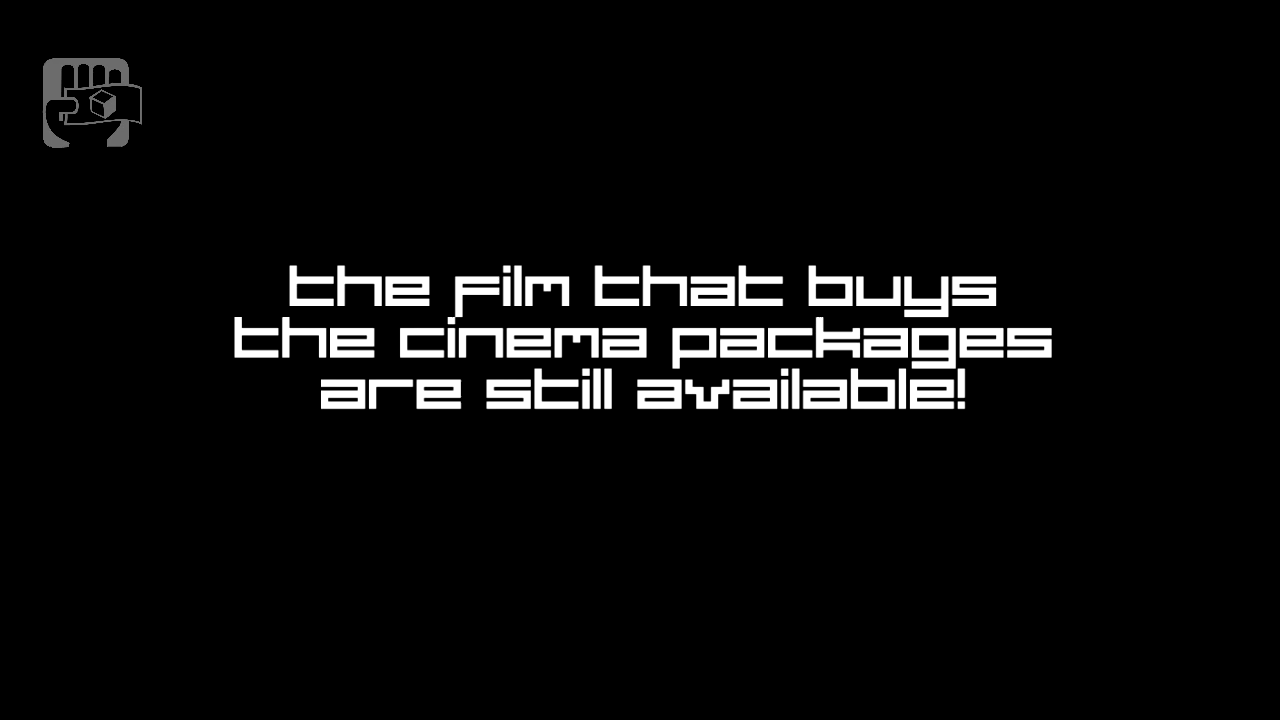 the film that buys
the cinema packages
are still available!